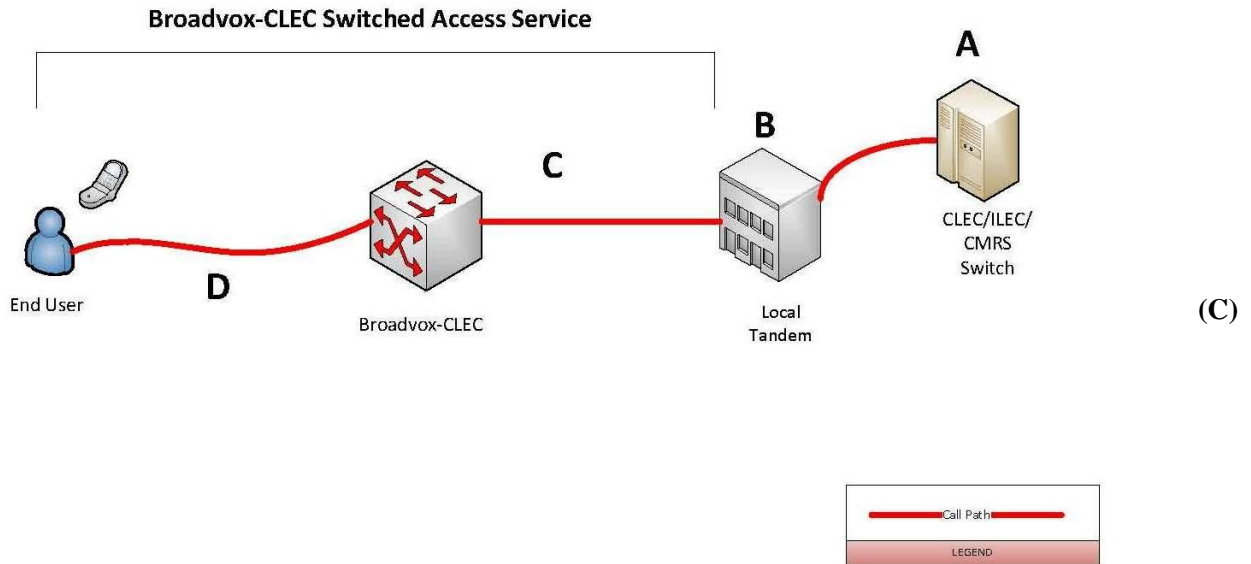 Broadvox-CLEC Switched Access Service
A
B
C
CLEC/ILEC/
CMRS
Switch
D
End User
Broadvox-CLEC
Local
Tandem
(C)
Call Path
LEGEND